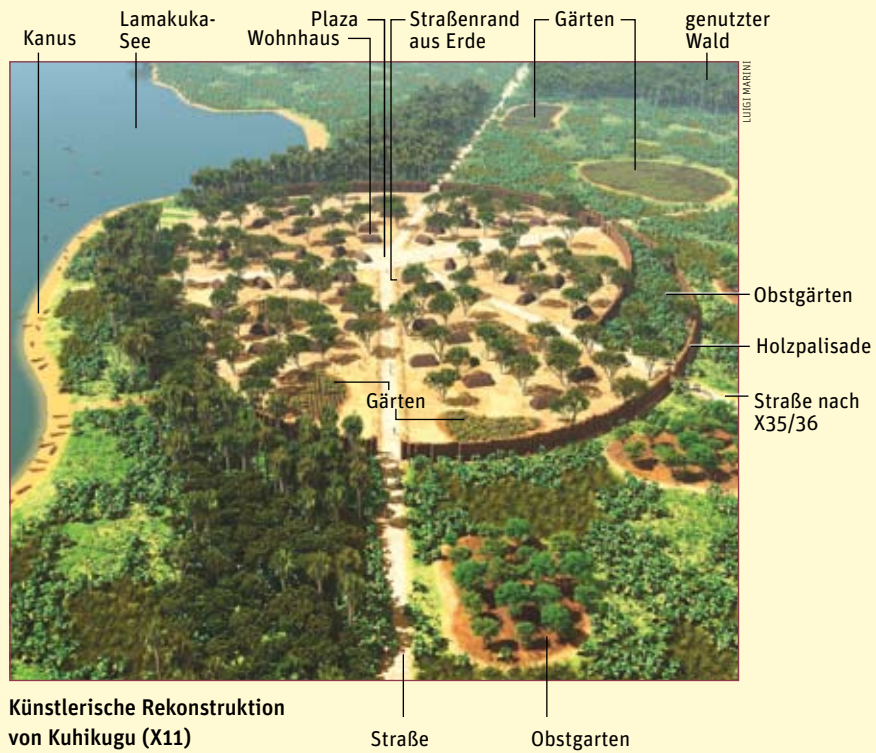 Kanus
Lamakuka-
See
Plaza
Wohnhaus
Straßenrand
aus Erde
Gärten
genutzter
Wald
LUIGI MARINI
Obstgärten
Holzpalisade
Straße nach
X35/36
Gärten
Künstlerische Rekonstruktion
von Kuhikugu (X11)
Straße
Obstgarten